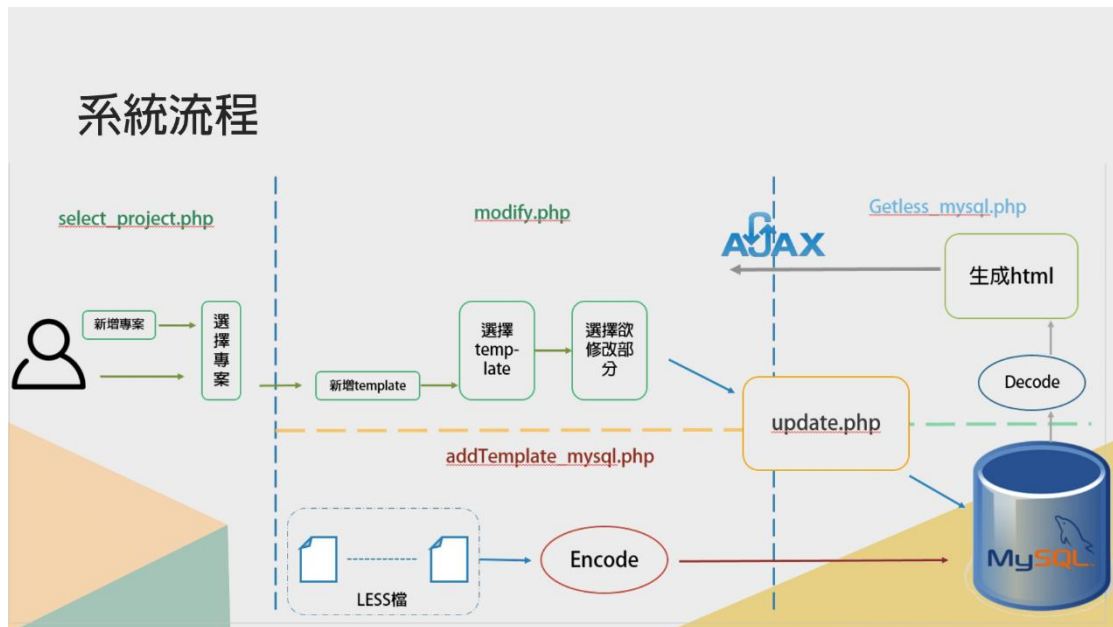 系統流程
select_project.php
modify.php
Getless_mysql.php
AJAX
生成html
新增專案
選
擇
專
案
選擇
temp-
late
選擇欲
修改部
分
新增template
Decode
update.php
addTemplate_mysql.php
Encode
LESS檔
MySQL